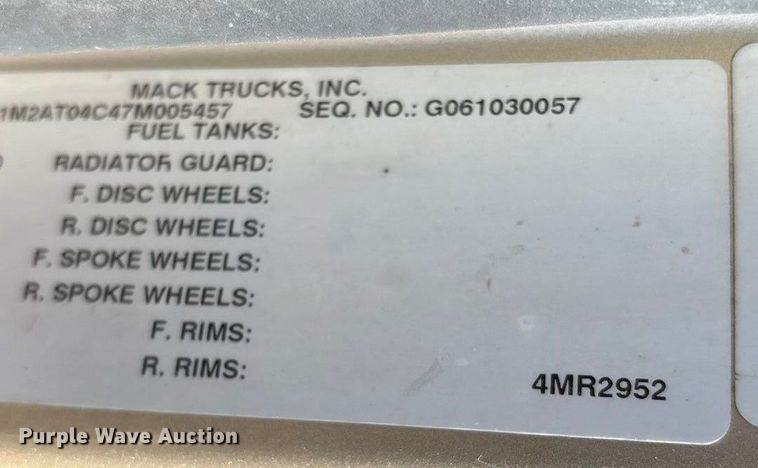 MACK TRUCKS, INC.
1M2AT04C47M005457 SEQ. NO.: G061030057
FUEL TANKS:
RADIATOR GUARD:
F. DISC WHEELS:
R. DISC WHEELS:
F. SPOKE WHEELS:
R. SPOKE WHEELS:
F. RIMS:
R. RIMS:
4MR2952
Purple Wave Auction